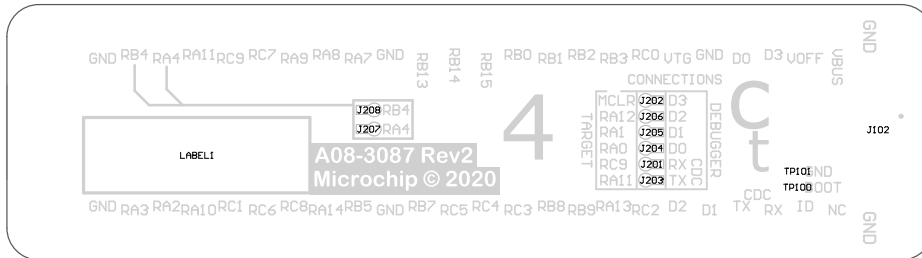 GND RB4 RA4 RA11 RC9 RC7 RA9 RA8 RA7 GND RB13 RB14 RB15 RB0 RB1 RB2 RB3 RC0 VTG GND D0 D3 VOFF VBUS GND
CONNECTIONS
TARGET
DEBUGGER
CDC
MCLR J202 D3
RA12 J206 D2
RA1 J205 D1
RA0 J204 D0
RC9 J201 RX
RA11 J203 TX
J208 RB4
J207 RA4
4
Ct
J102
LABEL1
A08-3087 Rev2
Microchip © 2020
TP101 GND
TP100 BOOT
GND RA3 RA2 RA10 RC1 RC6 RC8 RA14 RB5 GND RB7 RC5 RC4 RC3 RB8 RB9 RA13 RC2 D2 D1 TX CDC RX ID NC GND